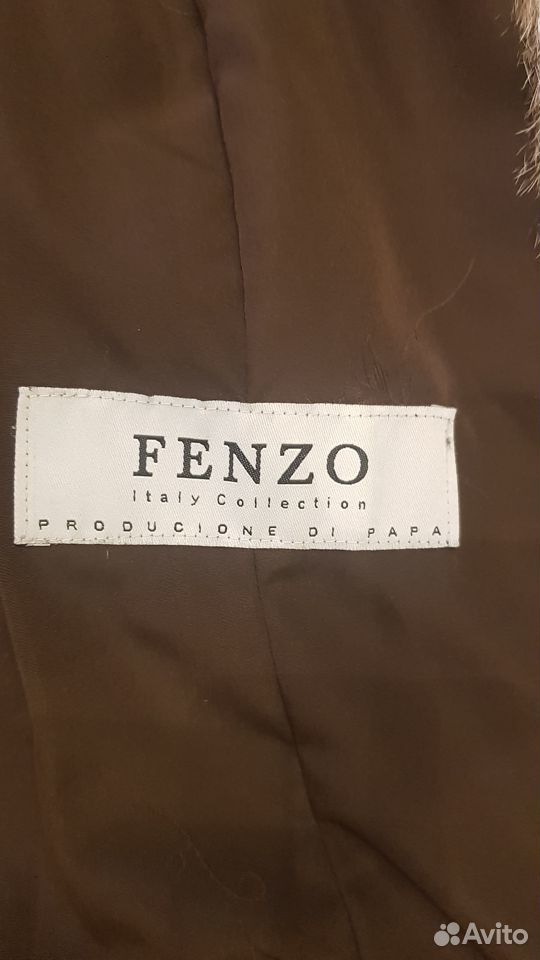 FENZO
Italy Collection
PRODUCIONE DI PAPA
Avito